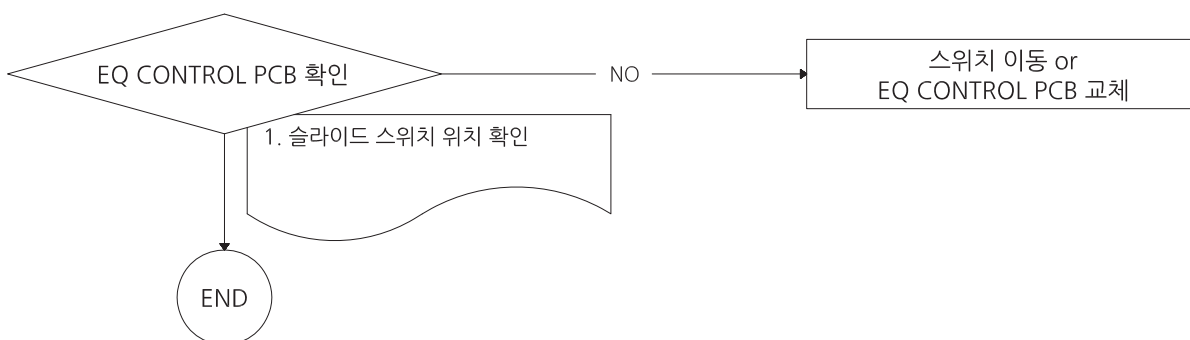 EQ CONTROL PCB 확인
NO
스위치 이동 or
EQ CONTROL PCB 교체
1. 슬라이드 스위치 위치 확인
END